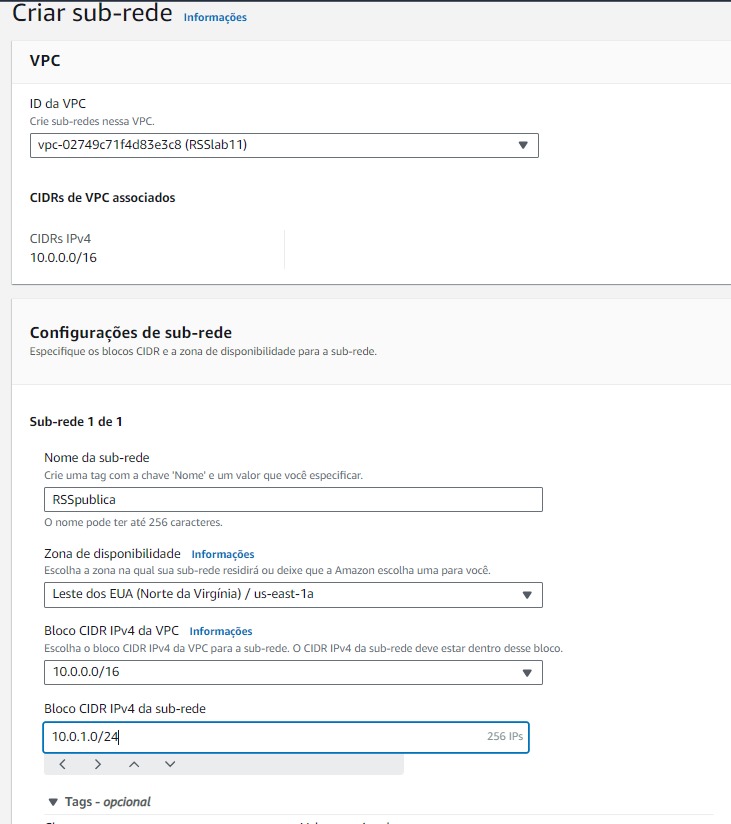 Criar sub-rede Informações
VPC
ID da VPC
Crie sub-redes nessa VPC.
vpc-02749c71f4d83e3c8 (RSSlab11)
CIDRs de VPC associados
CIDRs IPv4
10.0.0.0/16
Configurações de sub-rede
Especifique os blocos CIDR e a zona de disponibilidade para a sub-rede.
Sub-rede 1 de 1
Nome da sub-rede
Crie uma tag com a chave 'Nome' e um valor que você especificar.
RSSpublica
O nome pode ter até 256 caracteres.
Zona de disponibilidade Informações
Escolha a zona na qual sua sub-rede residirá ou deixe que a Amazon escolha uma para você.
Leste dos EUA (Norte da Virgínia) / us-east-1a
Bloco CIDR IPv4 da VPC Informações
Escolha o bloco CIDR IPv4 da VPC para a sub-rede. O CIDR IPv4 da sub-rede deve estar dentro desse bloco.
10.0.0.0/16
Bloco CIDR IPv4 da sub-rede
10.0.1.0/24 256 IPs
Tags - opcional